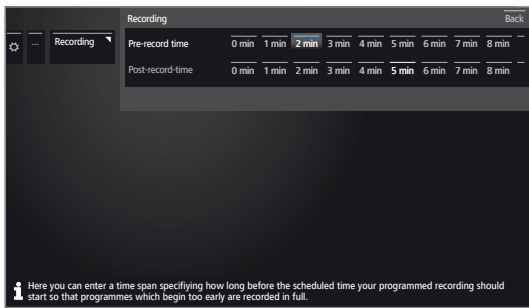 Recording Back
... Recording
Pre-record time 0 min 1 min 2 min 3 min 4 min 5 min 6 min 7 min 8 min
Post-record-time 0 min 1 min 2 min 3 min 4 min 5 min 6 min 7 min 8 min
Here you can enter a time span specifiying how long before the scheduled time your programmed recording should
start so that programmes which begin too early are recorded in full.